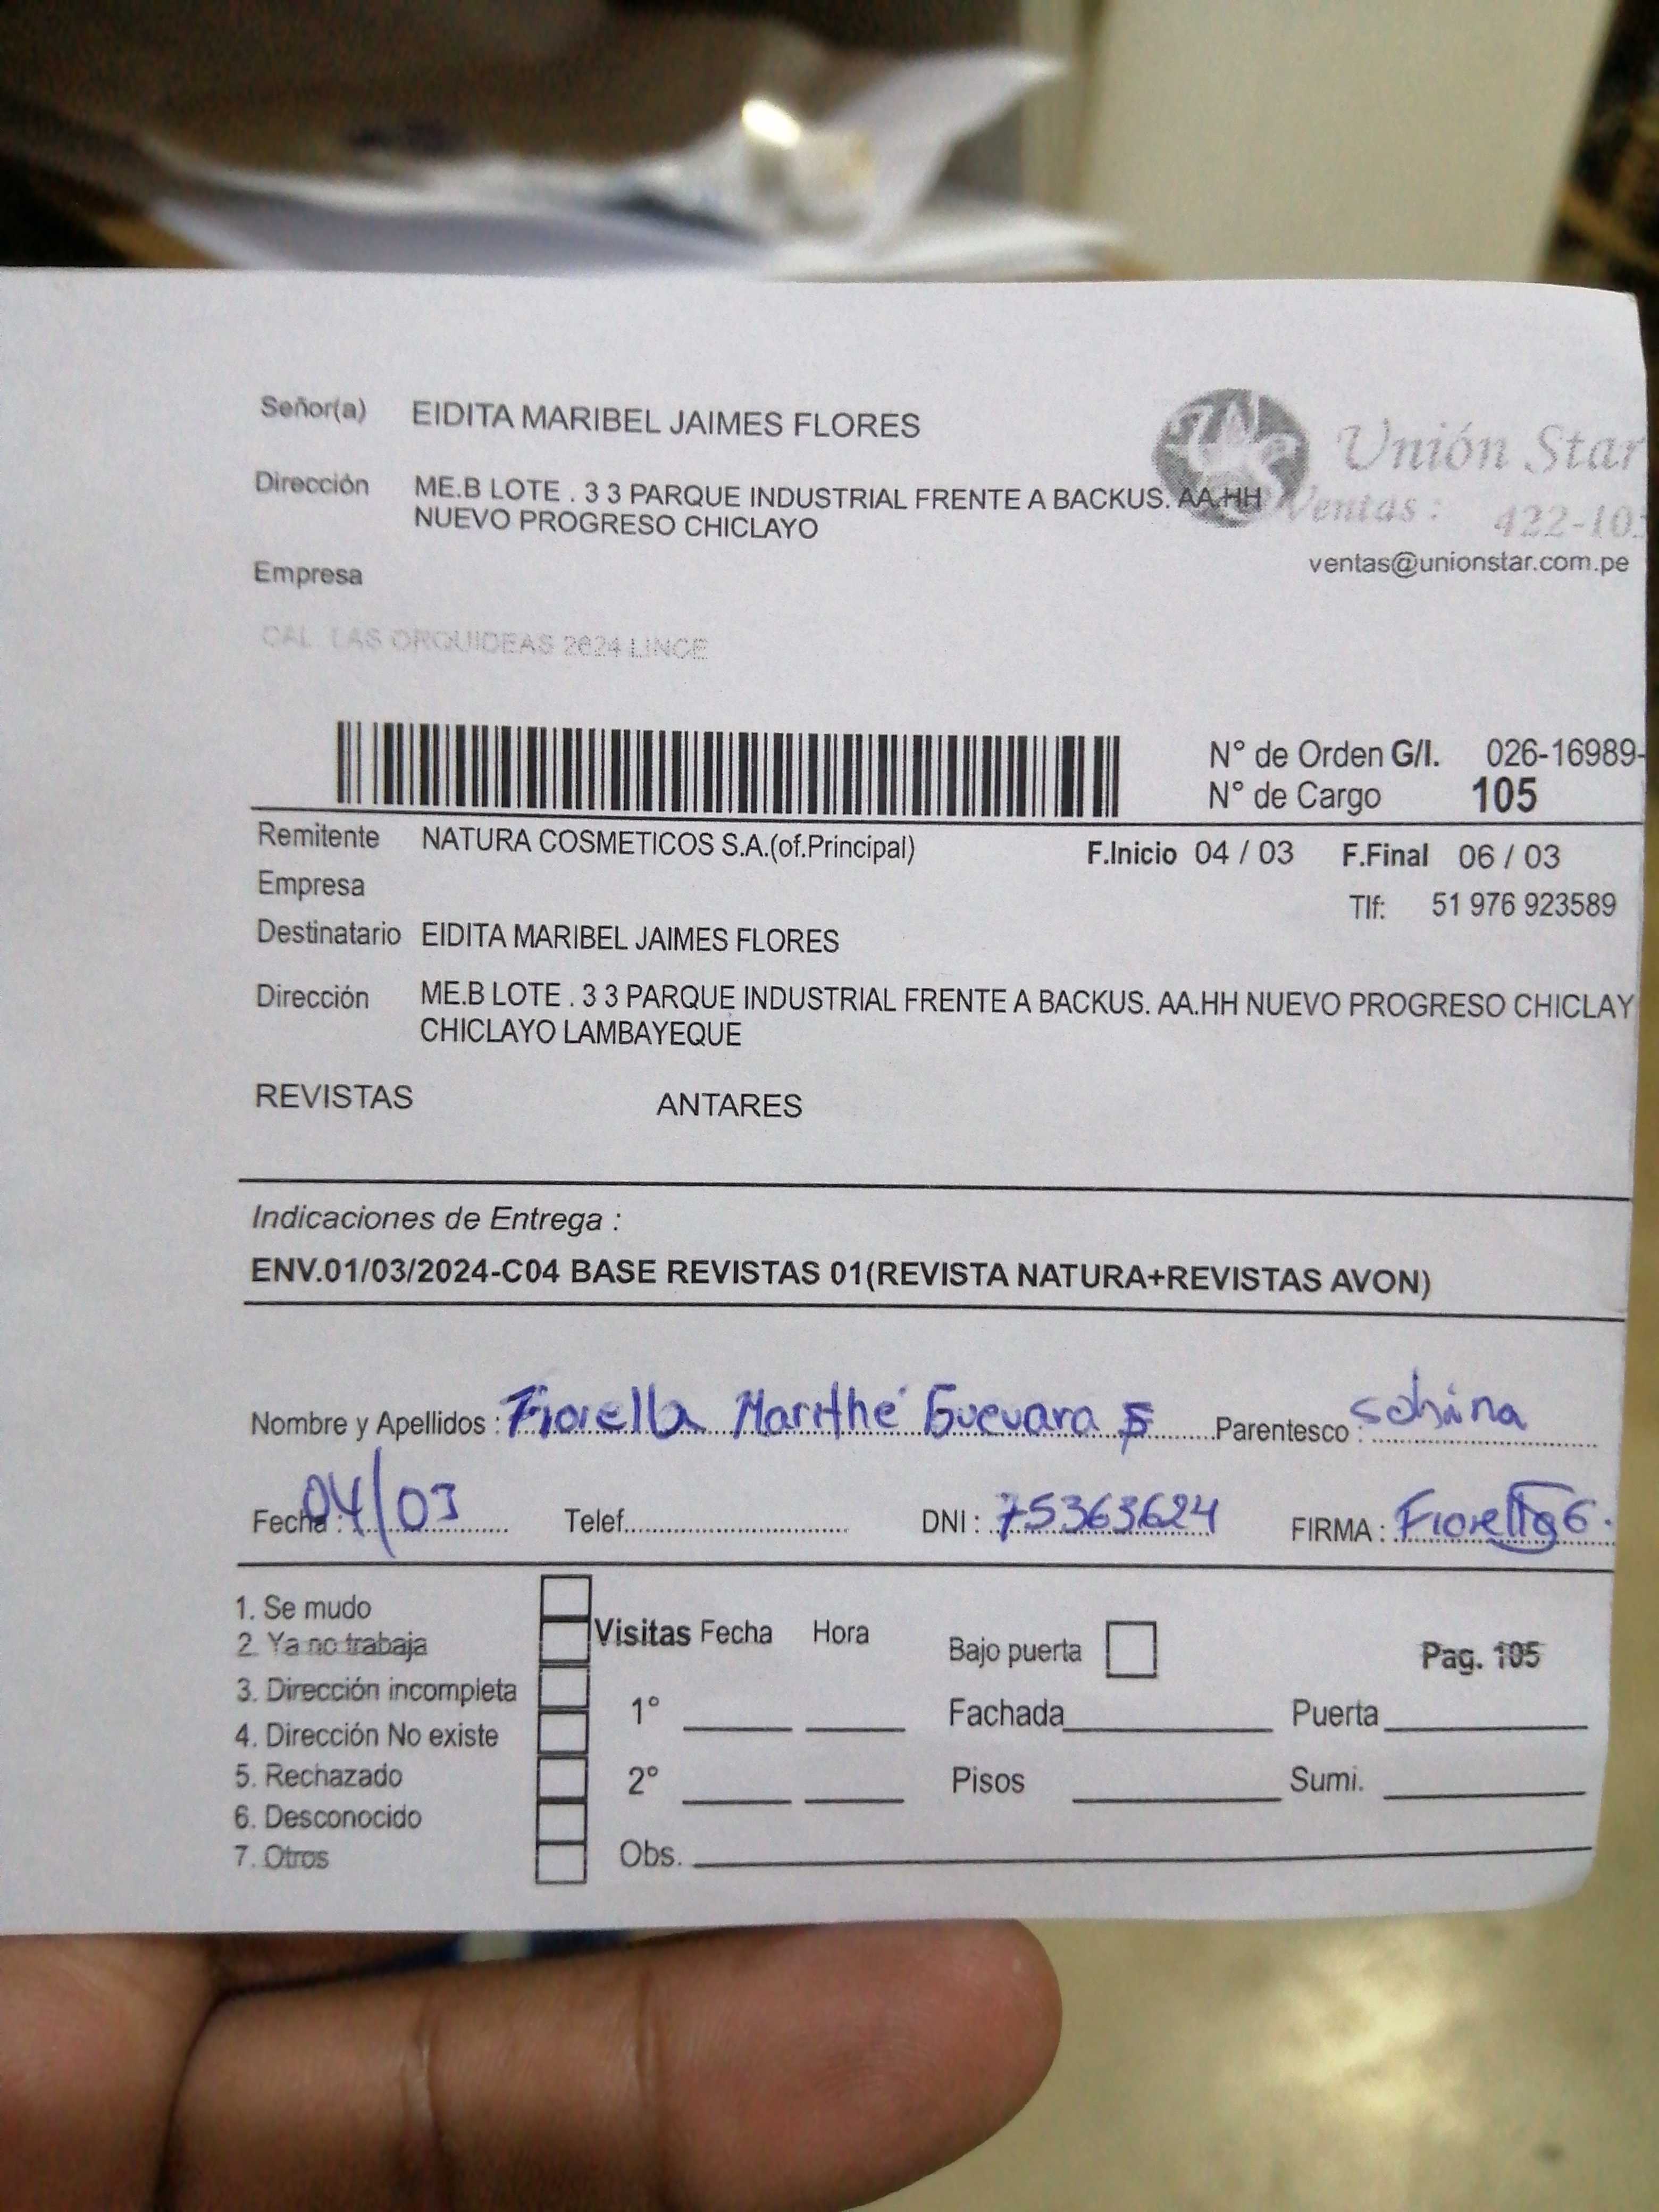 Señor(a) EIDITA MARIBEL JAIMES FLORES
Unión Star
Dirección ME.B LOTE . 3 3 PARQUE INDUSTRIAL FRENTE A BACKUS. AA.HH
NUEVO PROGRESO CHICLAYO
Ventas : 422-10
ventas@unionstar.com.pe
Empresa
CAL LAS ORQUIDEAS 2624 LINCE
N° de Orden G/I. 026-16989-
N° de Cargo 105
Remitente NATURA COSMETICOS S.A.(of.Principal) F.Inicio 04 / 03 F.Final 06 / 03
Empresa
Tlf: 51 976 923589
Destinatario EIDITA MARIBEL JAIMES FLORES
Dirección ME.B LOTE . 3 3 PARQUE INDUSTRIAL FRENTE A BACKUS. AA.HH NUEVO PROGRESO CHICLAY
CHICLAYO LAMBAYEQUE
REVISTAS ANTARES
Indicaciones de Entrega :
ENV.01/03/2024-C04 BASE REVISTAS 01(REVISTA NATURA+REVISTAS AVON)
Nombre y Apellidos : Fiorella Marithé Guevara S Parentesco : sobrina
Fecha : 04/03 Telef. DNI : 75363624 FIRMA : Fiorella G.
1. Se mudo
2. Ya no trabaja
3. Dirección incompleta
4. Dirección No existe
5. Rechazado
6. Desconocido
7. Otros
Visitas Fecha Hora
1°
2°
Obs.
Bajo puerta
Pag. 105
Fachada Puerta
Pisos Sumi.